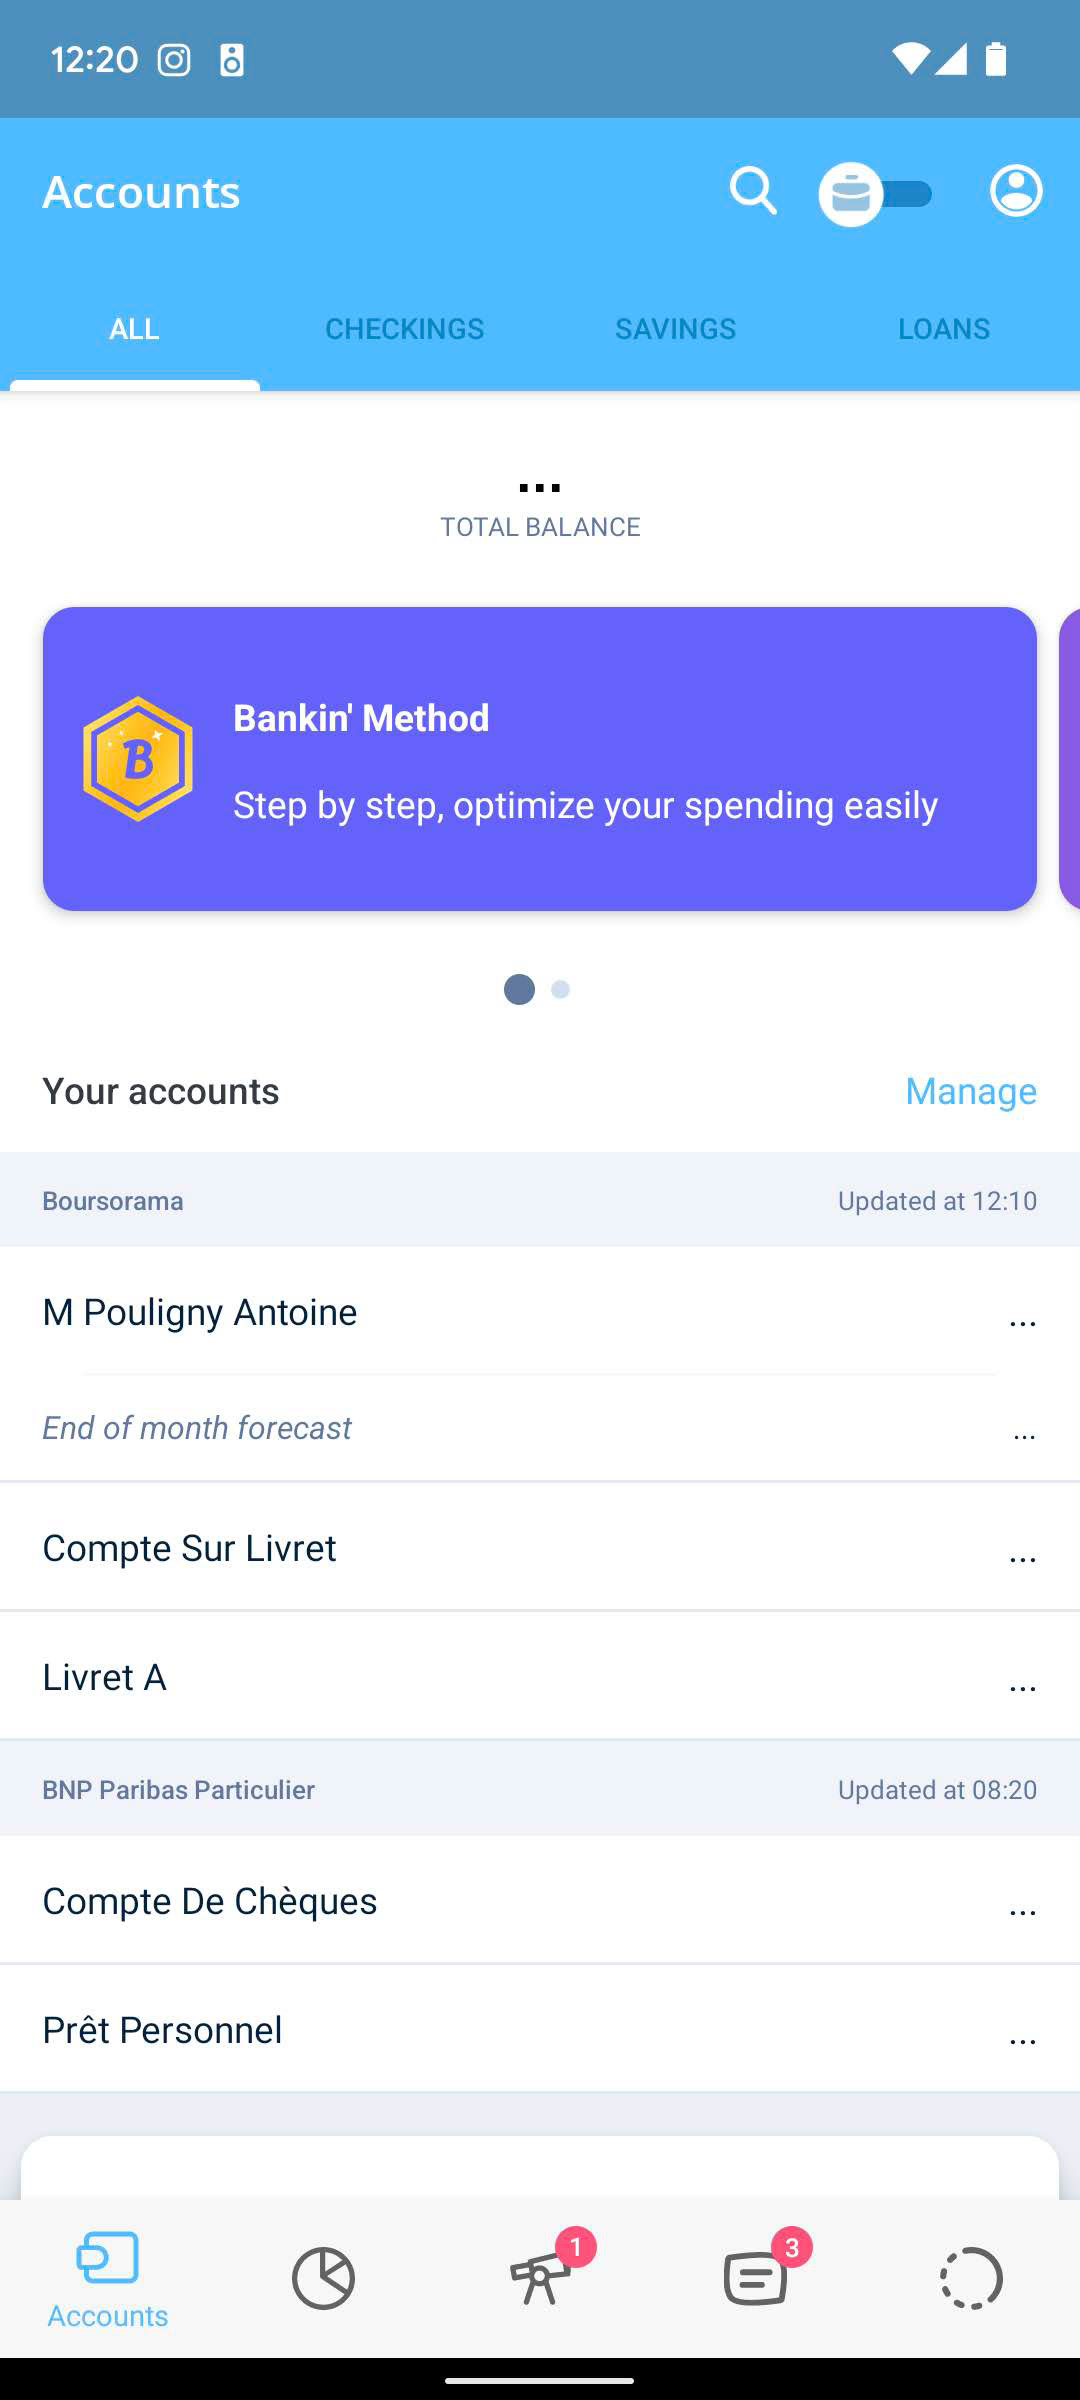 12:20
Accounts
ALL CHECKINGS SAVINGS LOANS
...
TOTAL BALANCE
B
Bankin' Method
Step by step, optimize your spending easily
Your accounts Manage
Boursorama Updated at 12:10
M Pouligny Antoine ...
End of month forecast ...
Compte Sur Livret ...
Livret A ...
BNP Paribas Particulier Updated at 08:20
Compte De Chèques ...
Prêt Personnel ...
1 3
Accounts